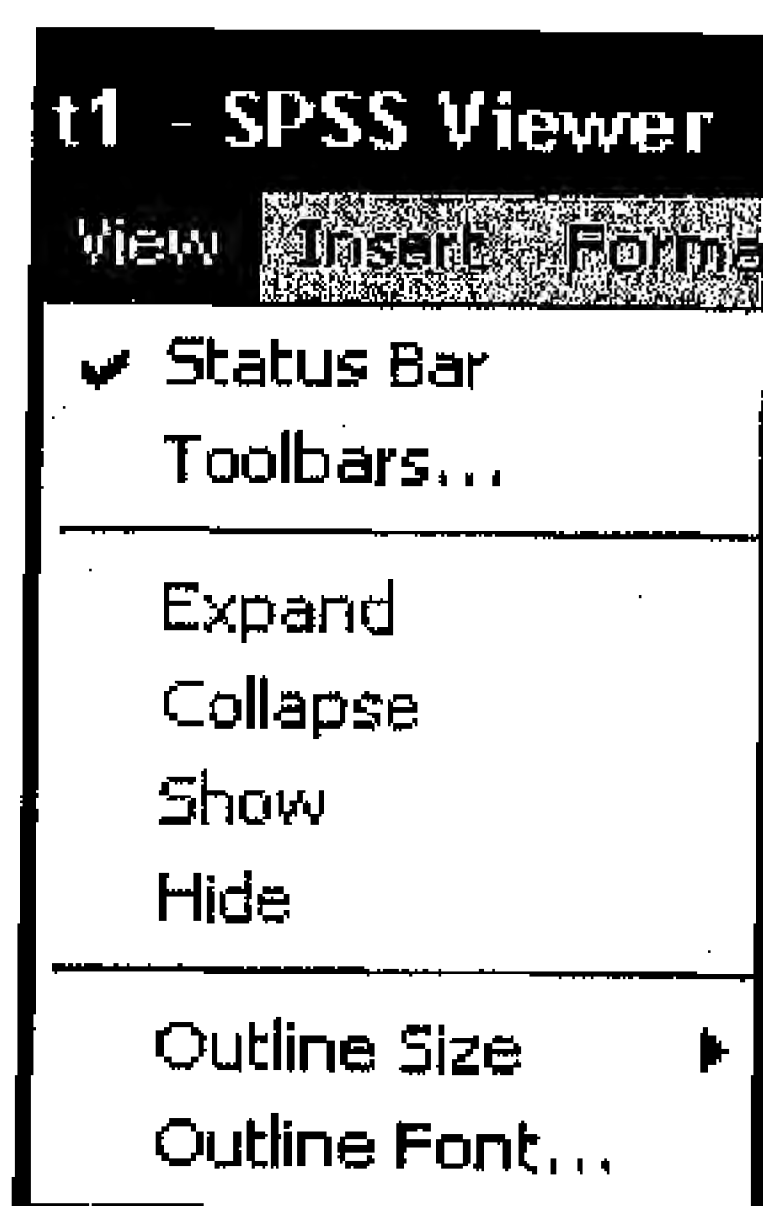 t1 - SPSS Viewer
View Insert Forma
✔ Status Bar
Toolbars...
Expand
Collapse
Show
Hide
Outline Size ▶
Outline Font...